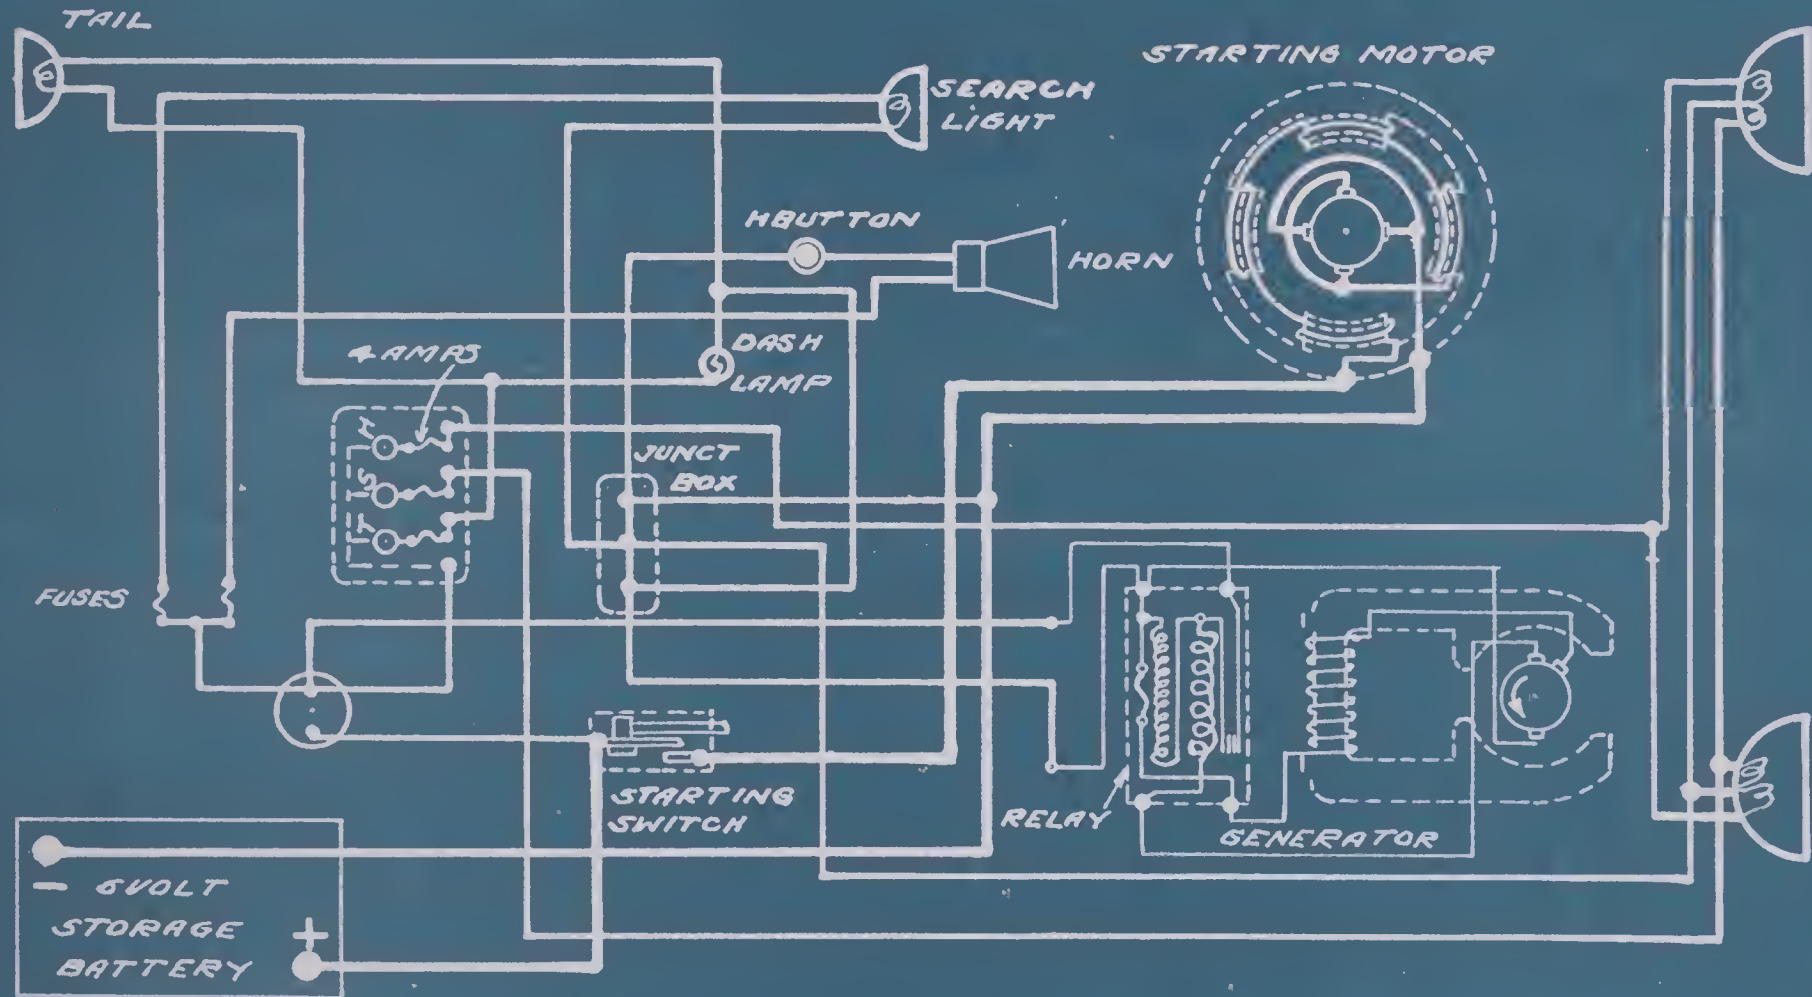 TAIL
STARTING MOTOR
SEARCH
LIGHT
HBUTTON
HORN
4 AMPS
DASH
LAMP
H
S
T
JUNCT
BOX
FUSES
STARTING
SWITCH
RELAY
GENERATOR
- 6VOLT
STORAGE +
BATTERY